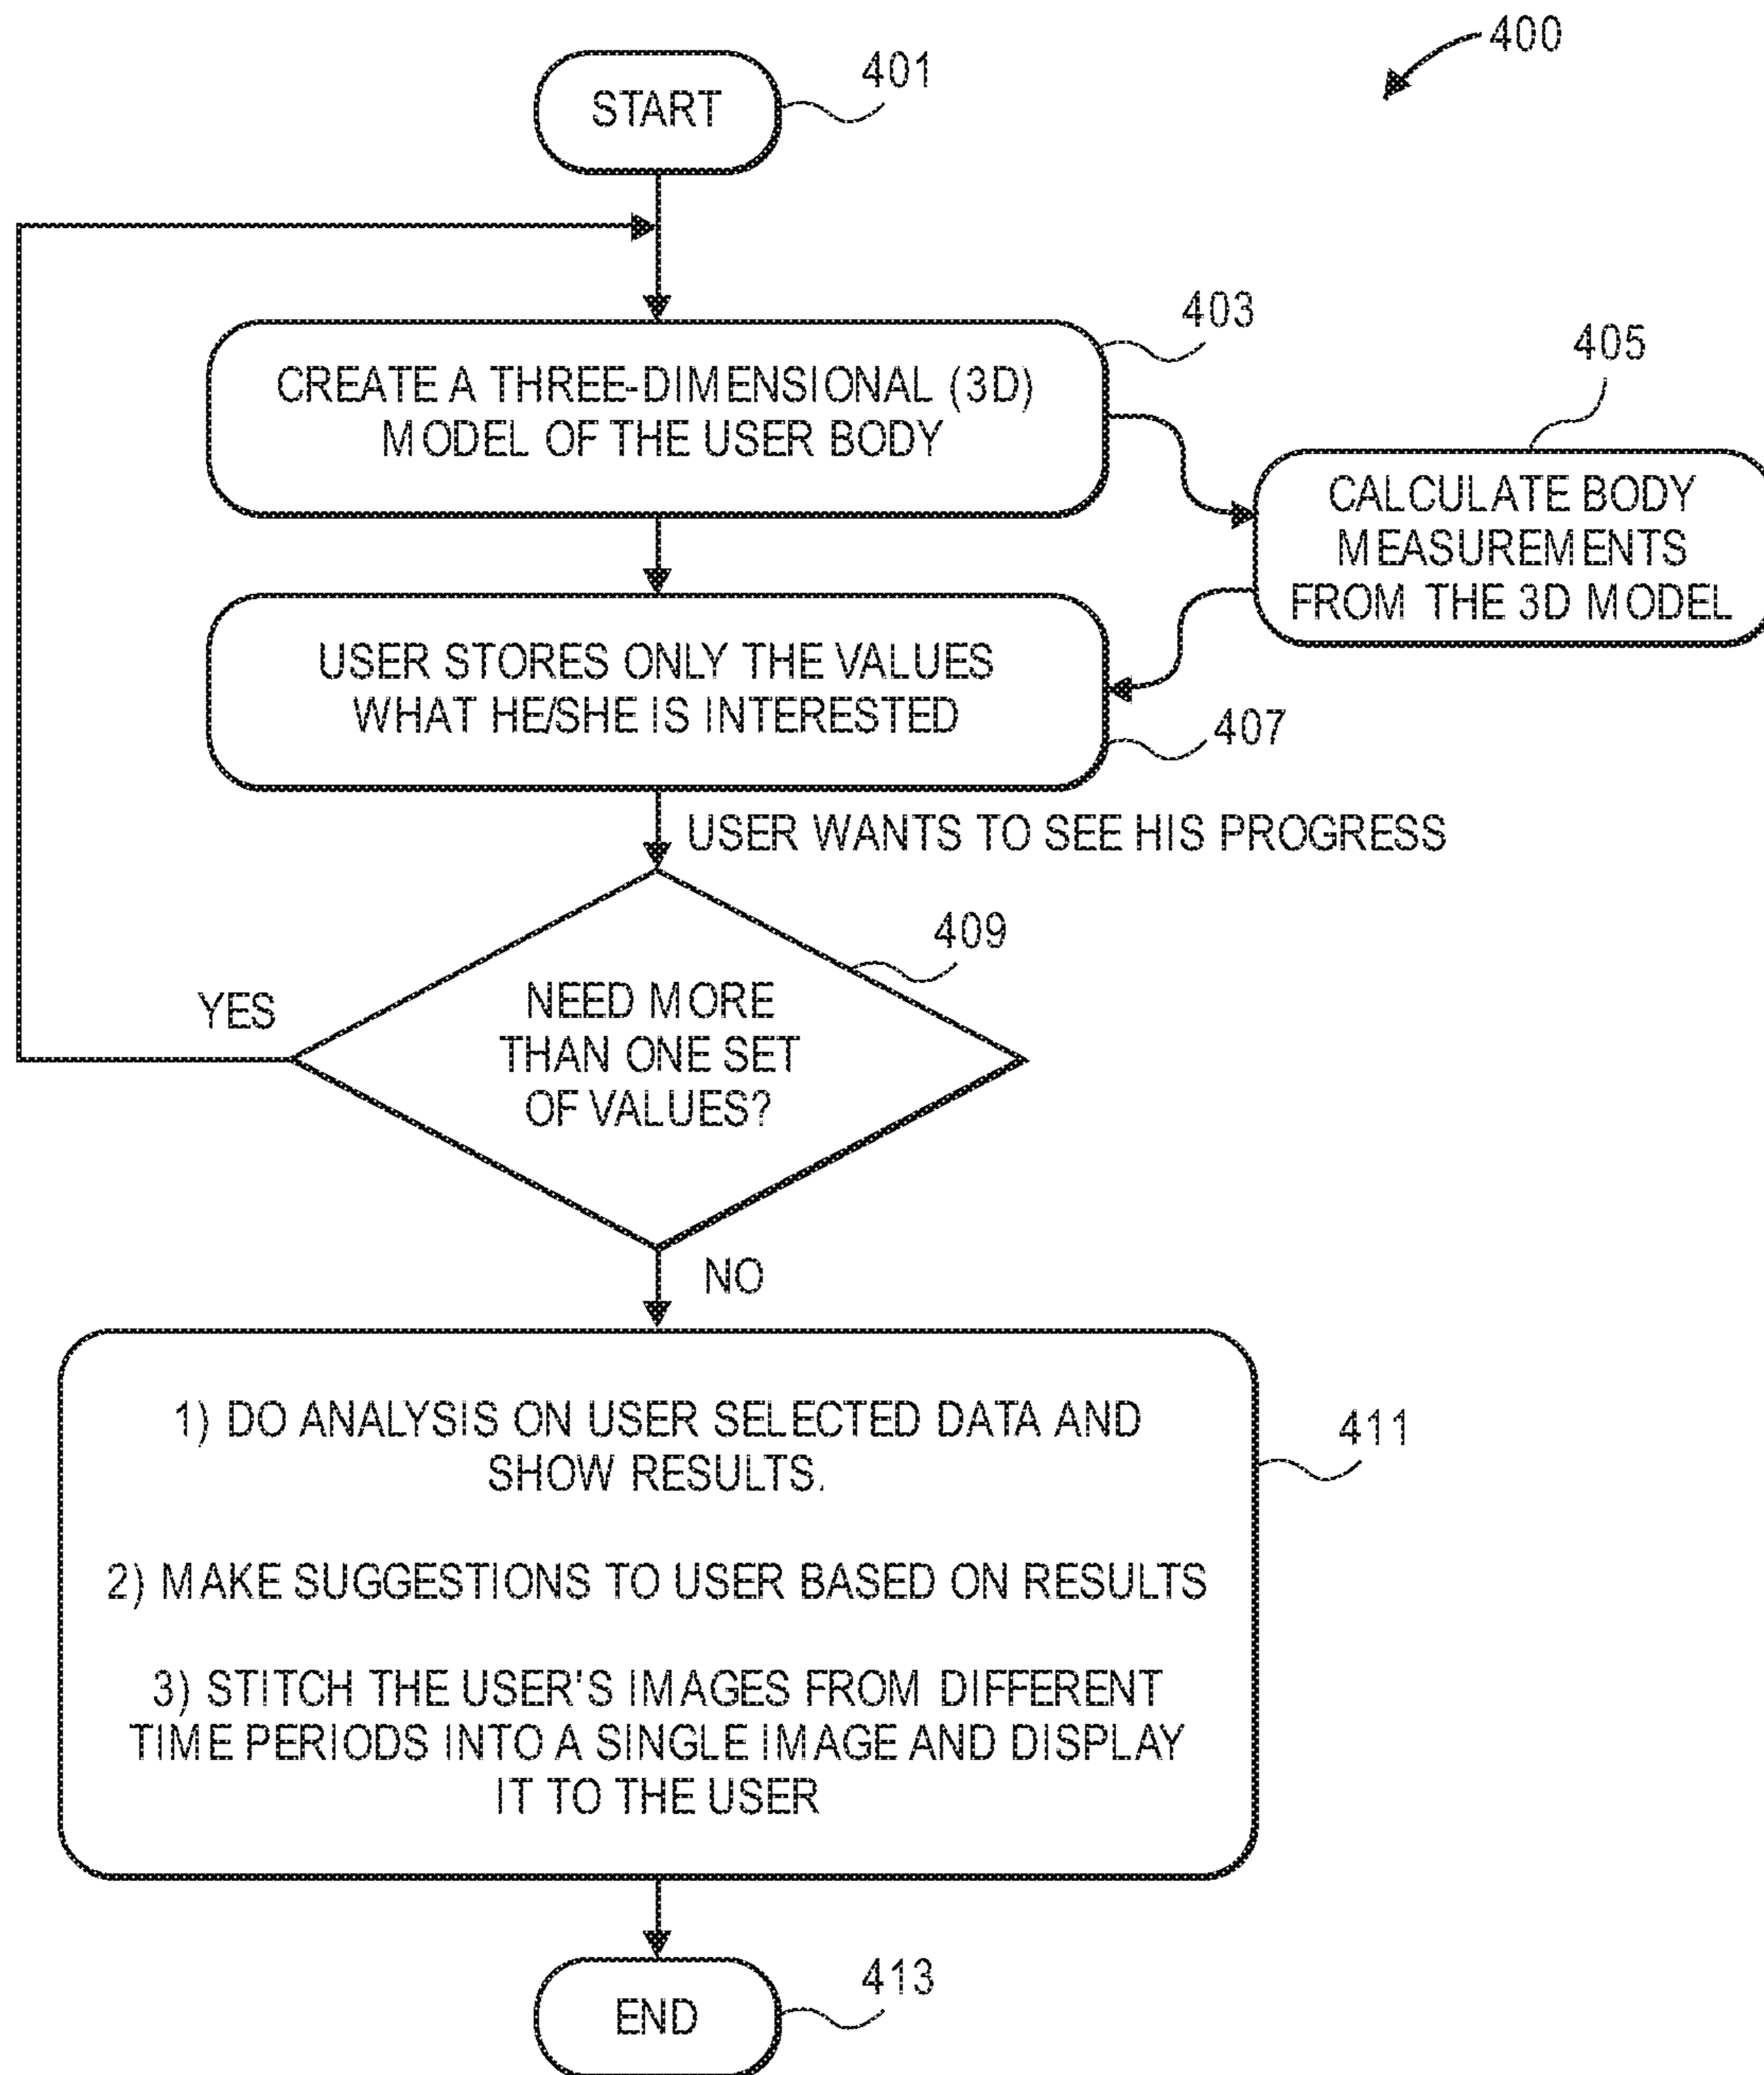 400
START
401
CREATE A THREE-DIMENSIONAL (3D)
MODEL OF THE USER BODY
403
405
CALCULATE BODY
MEASUREMENTS
FROM THE 3D MODEL
USER STORES ONLY THE VALUES
WHAT HE/SHE IS INTERESTED
407
USER WANTS TO SEE HIS PROGRESS
409
NEED MORE
THAN ONE SET
OF VALUES?
YES
NO
1) DO ANALYSIS ON USER SELECTED DATA AND
SHOW RESULTS.
2) MAKE SUGGESTIONS TO USER BASED ON RESULTS
3) STITCH THE USER'S IMAGES FROM DIFFERENT
TIME PERIODS INTO A SINGLE IMAGE AND DISPLAY
IT TO THE USER
411
END
413